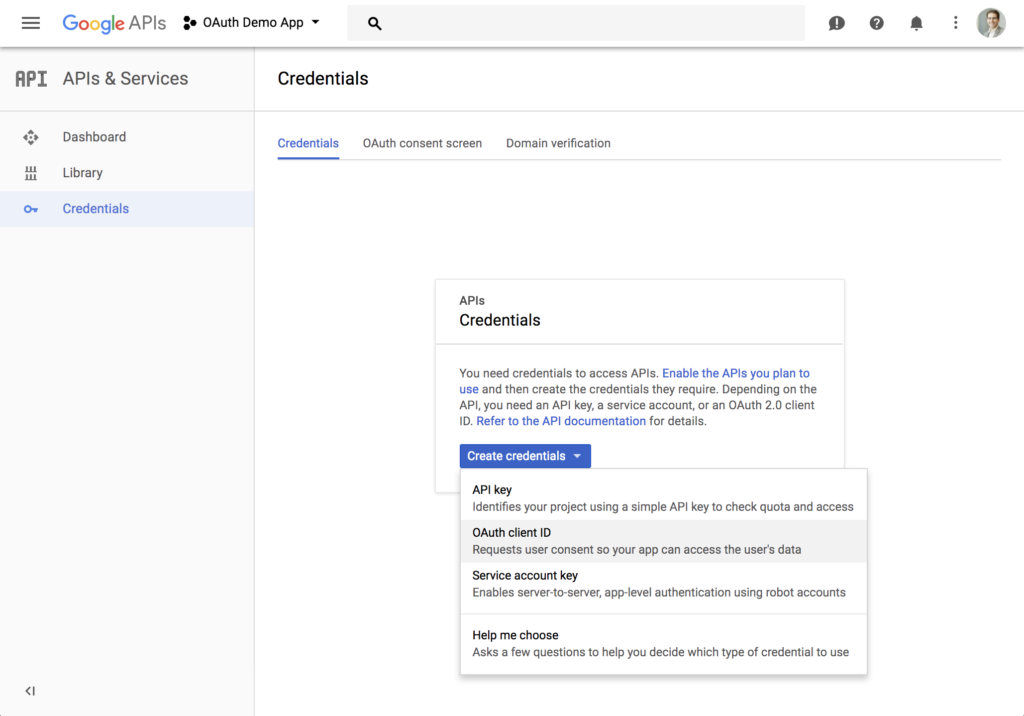 Google APIs
OAuth Demo App
API
APIs & Services
Credentials
Dashboard
Library
Credentials
Credentials
OAuth consent screen
Domain verification
APIs
Credentials
You need credentials to access APIs. Enable the APIs you plan to
use and then create the credentials they require. Depending on the
API, you need an API key, a service account, or an OAuth 2.0 client
ID. Refer to the API documentation for details.
Create credentials
API key
Identifies your project using a simple API key to check quota and access
OAuth client ID
Requests user consent so your app can access the user's data
Service account key
Enables server-to-server, app-level authentication using robot accounts
Help me choose
Asks a few questions to help you decide which type of credential to use